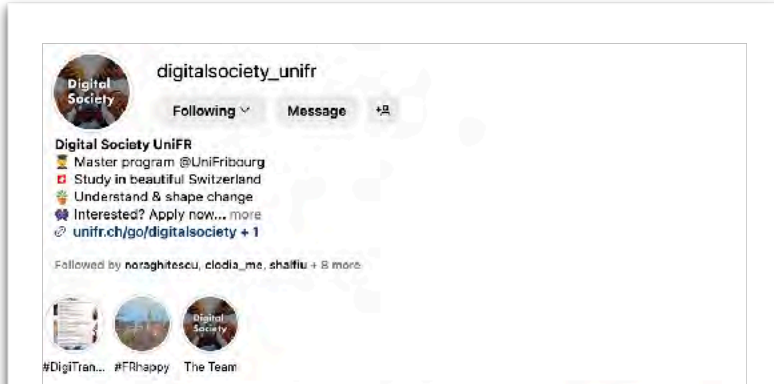 Digital
Society
digitalsociety_unifr
Following
Message
Digital Society UniFR
Master program @UniFribourg
Study in beautiful Switzerland
Understand & shape change
Interested? Apply now... more
unifr.ch/go/digitalsociety + 1
Followed by noraghitescu, clodia_me, shalfiu + 8 more
Digital
Society
#DigiTran... #FRhappy The Team